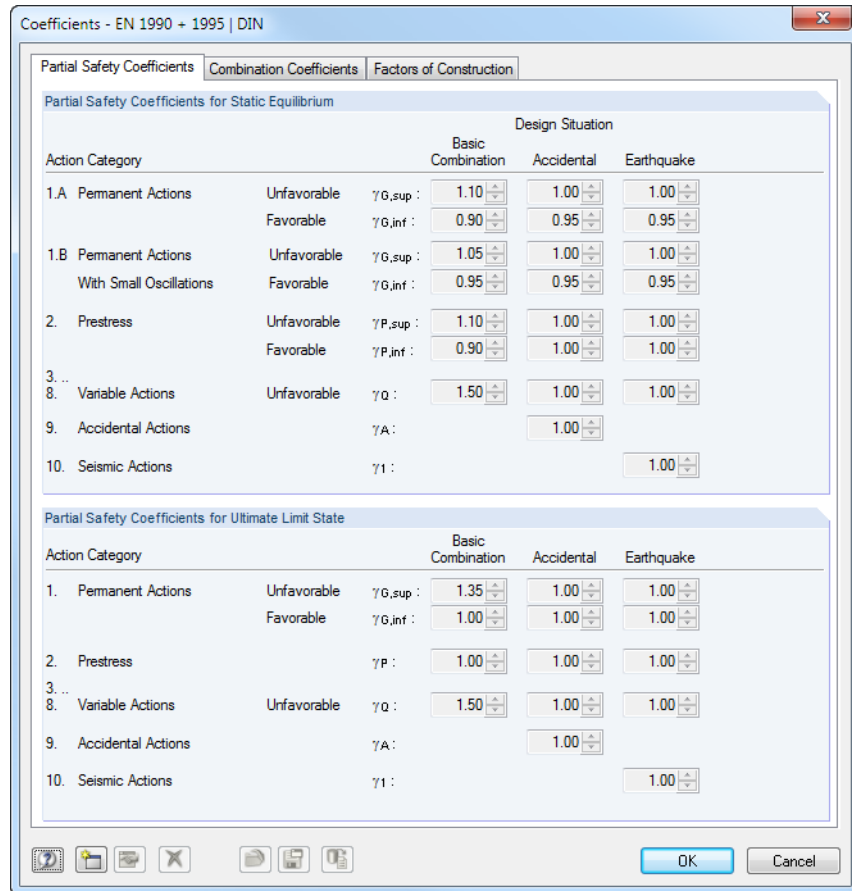 Coefficients - EN 1990 + 1995 | DIN
Partial Safety Coefficients Combination Coefficients Factors of Construction
Partial Safety Coefficients for Static Equilibrium
Design Situation
Action Category Basic Combination Accidental Earthquake
1.A Permanent Actions Unfavorable γG,sup : 1.10 1.00 1.00
Favorable γG,inf : 0.90 0.95 0.95
1.B Permanent Actions Unfavorable γG,sup : 1.05 1.00 1.00
With Small Oscillations Favorable γG,inf : 0.95 0.95 0.95
2. Prestress Unfavorable γP,sup : 1.10 1.00 1.00
Favorable γP,inf : 0.90 1.00 1.00
3. ..
8. Variable Actions Unfavorable γQ : 1.50 1.00 1.00
9. Accidental Actions γA : 1.00
10. Seismic Actions γ1 : 1.00
Partial Safety Coefficients for Ultimate Limit State
Action Category Basic Combination Accidental Earthquake
1. Permanent Actions Unfavorable γG,sup : 1.35 1.00 1.00
Favorable γG,inf : 1.00 1.00 1.00
2. Prestress γP : 1.00 1.00 1.00
3. ..
8. Variable Actions Unfavorable γQ : 1.50 1.00 1.00
9. Accidental Actions γA : 1.00
10. Seismic Actions γ1 : 1.00
OK Cancel